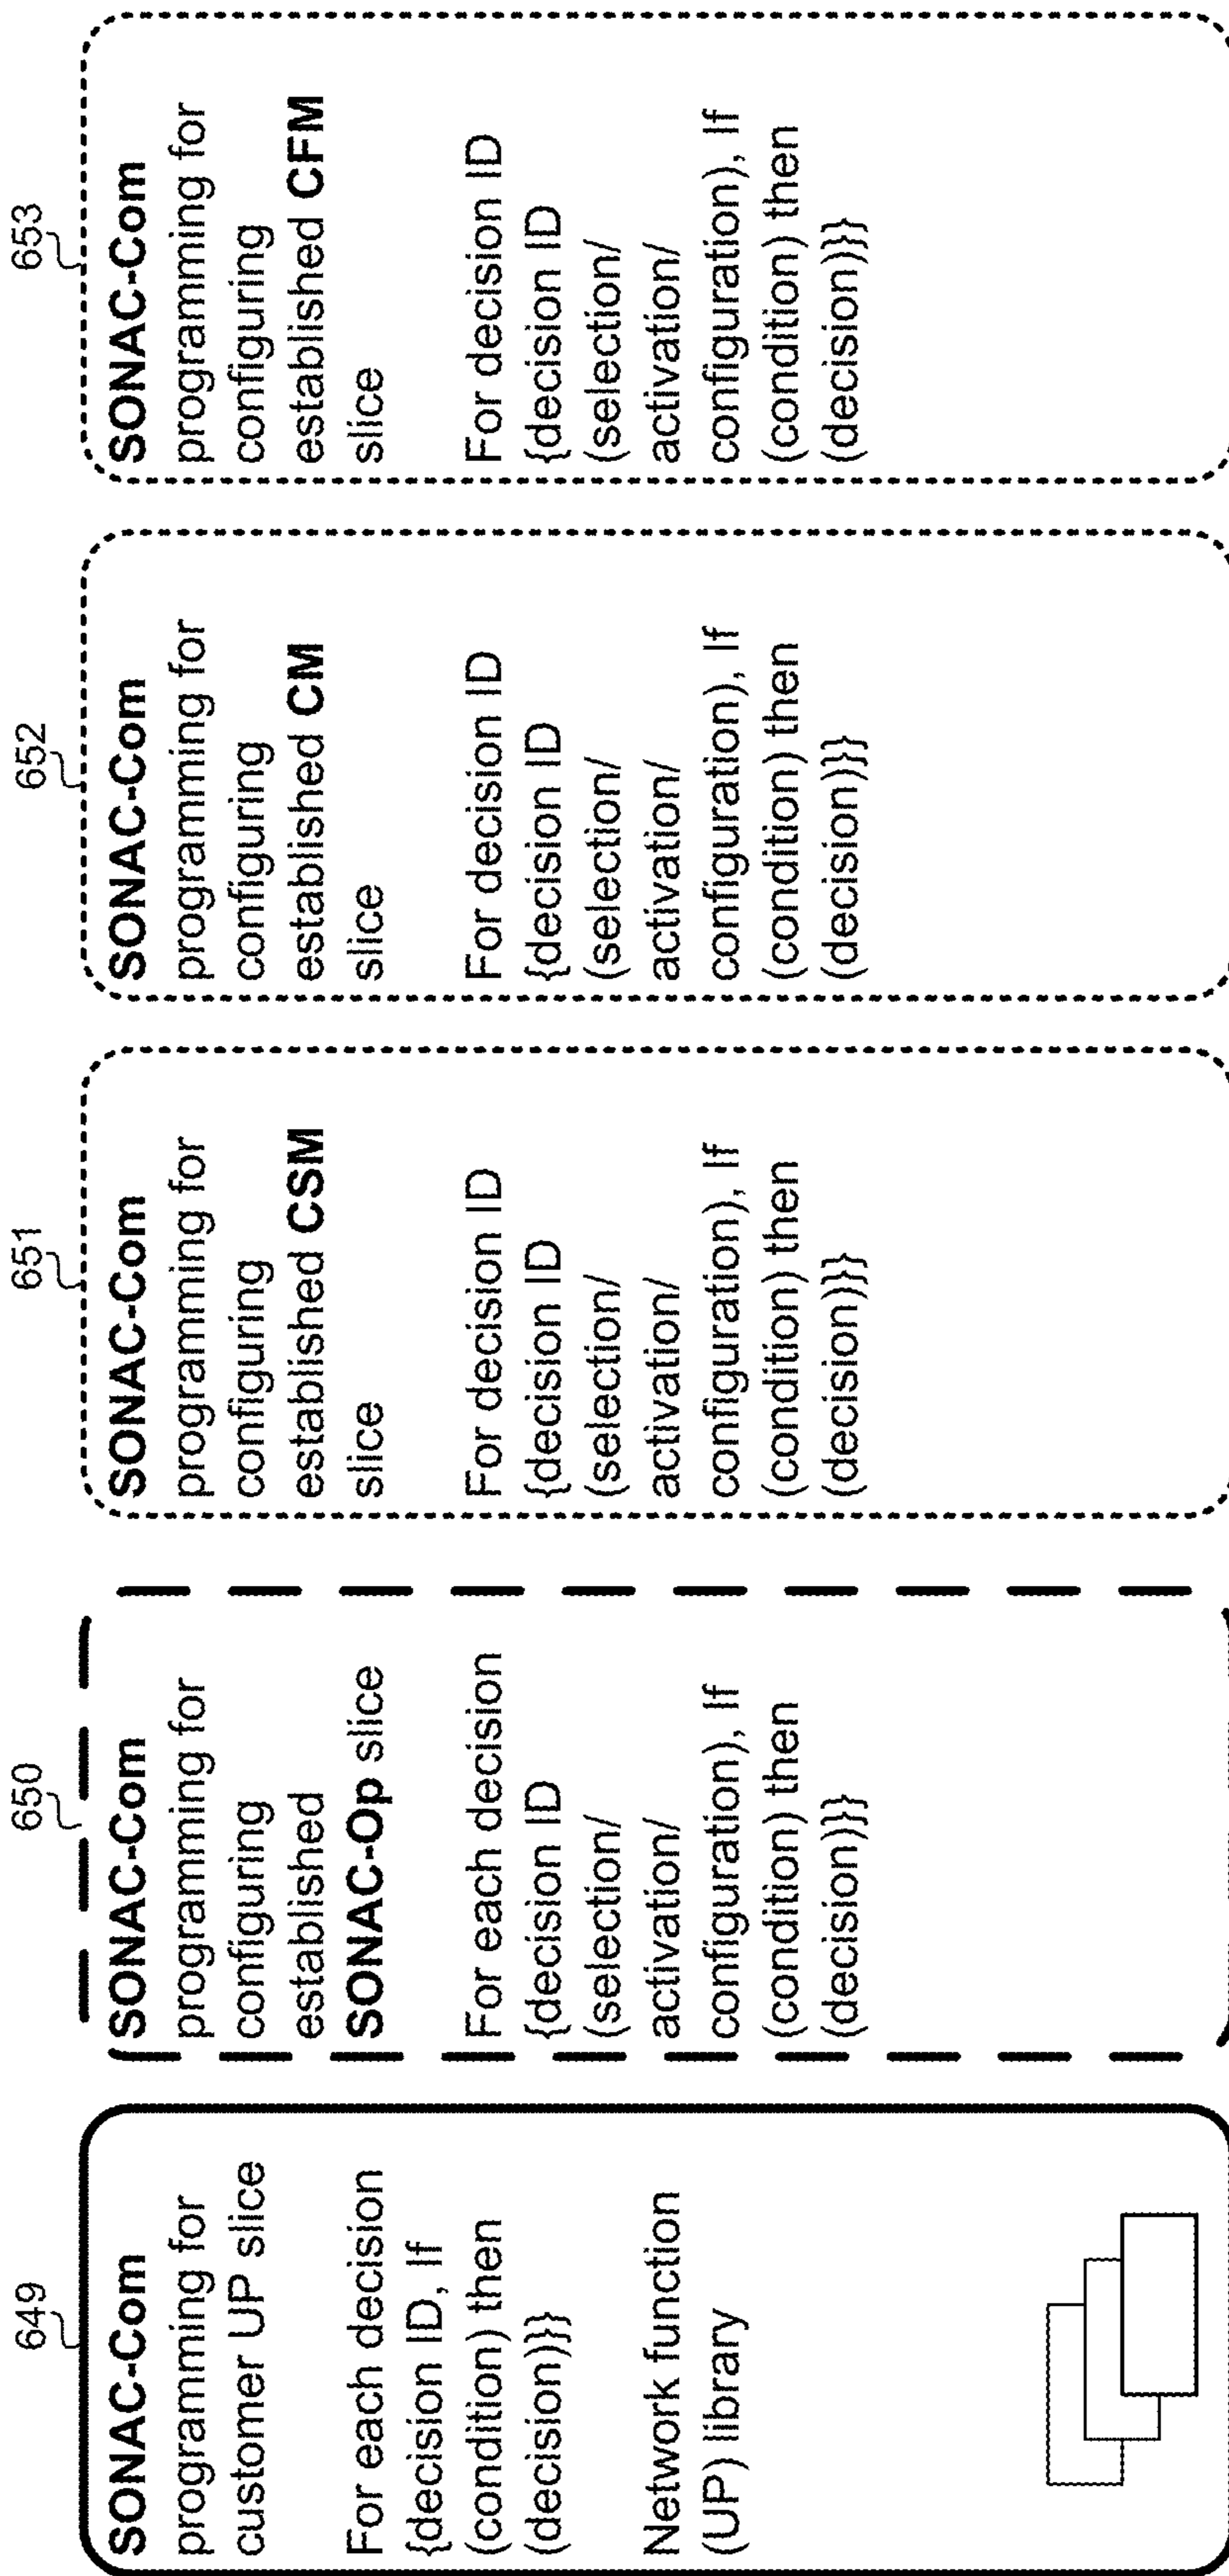 649
SONAC-Com
programming for
customer UP slice
For each decision
{decision ID, If
(condition) then
(decision)}}
Network function
(UP) library
650
SONAC-Com
programming for
configuring
established
SONAC-Op slice
For each decision
{decision ID
(selection/
activation/
configuration), If
(condition) then
(decision)}}
651
SONAC-Com
programming for
configuring
established CSM
slice
For decision ID
{decision ID
(selection/
activation/
configuration), If
(condition) then
(decision)}}
652
SONAC-Com
programming for
configuring
established CM
slice
For decision ID
{decision ID
(selection/
activation/
configuration), If
(condition) then
(decision)}}
653
SONAC-Com
programming for
configuring
established CFM
slice
For decision ID
{decision ID
(selection/
activation/
configuration), If
(condition) then
(decision)}}